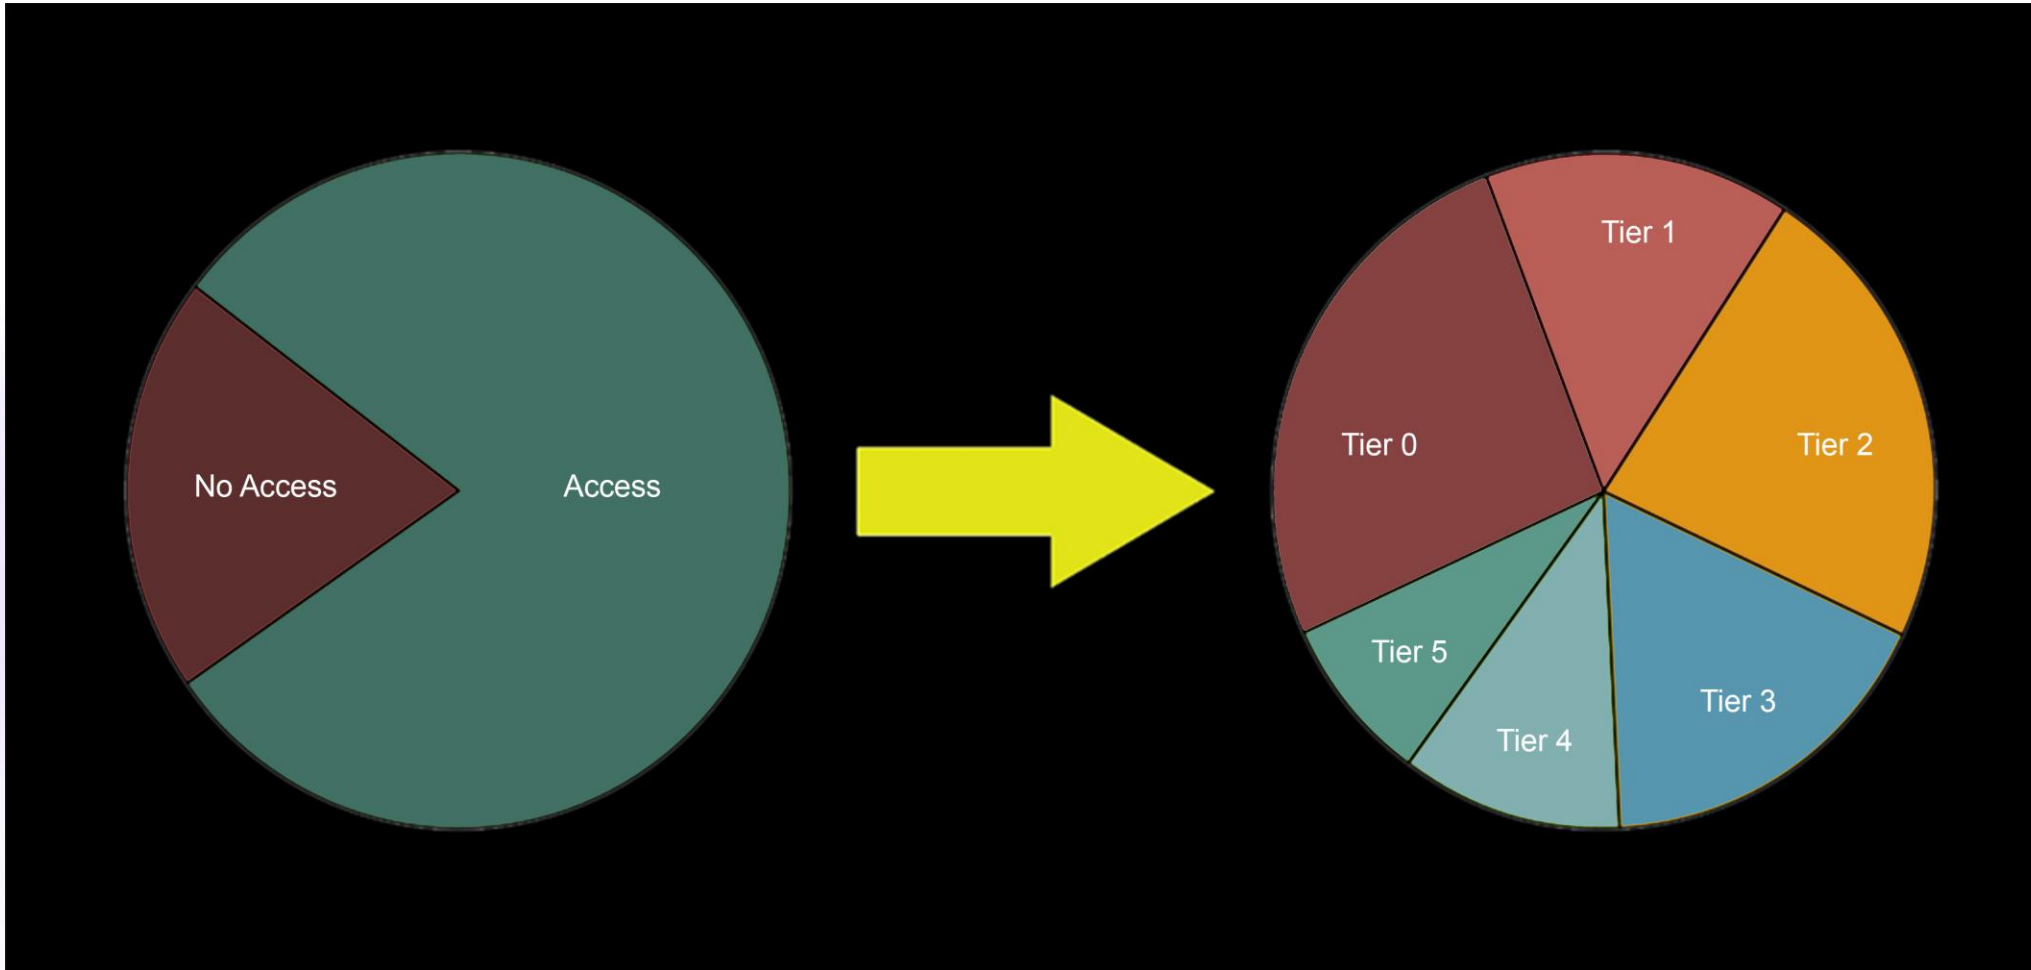 No Access
Access
Tier 0
Tier 1
Tier 2
Tier 3
Tier 4
Tier 5